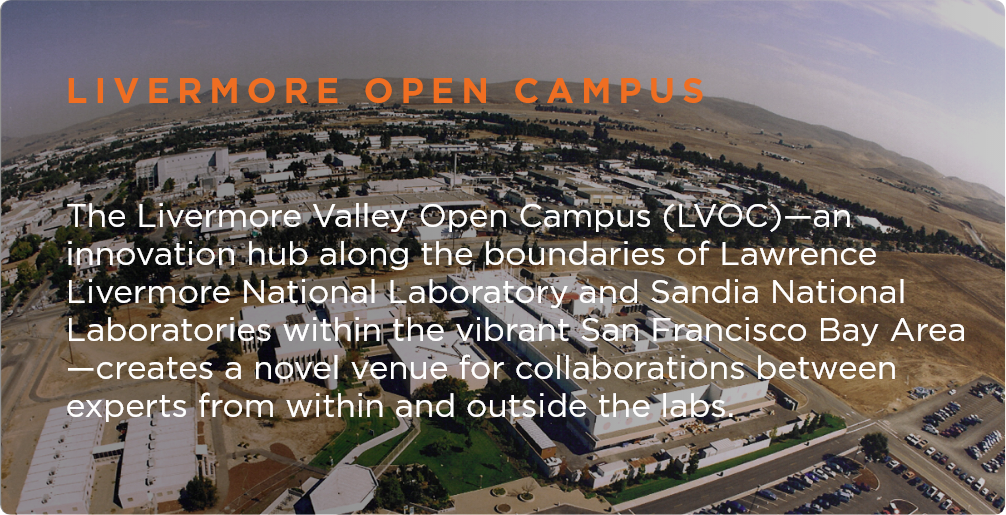 LIVERMORE OPEN CAMPUS
The Livermore Valley Open Campus (LVOC)—an
innovation hub along the boundaries of Lawrence
Livermore National Laboratory and Sandia National
Laboratories within the vibrant San Francisco Bay Area
—creates a novel venue for collaborations between
experts from within and outside the labs.